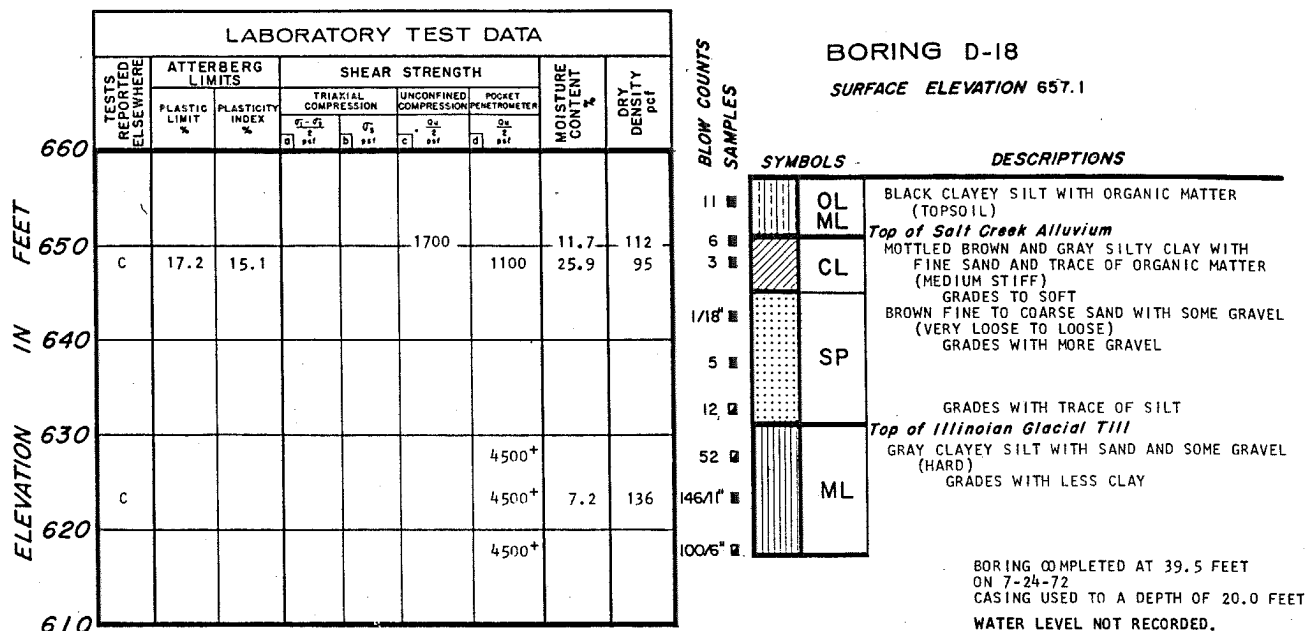 LABORATORY TEST DATA
TESTS REPORTED ELSEWHERE
ATTERBERG LIMITS
SHEAR STRENGTH
MOISTURE CONTENT %
DRY DENSITY pcf
PLASTIC LIMIT %
PLASTICITY INDEX %
TRIAXIAL COMPRESSION
UNCONFINED COMPRESSION
POCKET PENETROMETER
a psf
b psf
c Qu/2 psf
d Qu/2 psf
BLOW COUNTS
SAMPLES
BORING D-18
SURFACE ELEVATION 657.1
SYMBOLS DESCRIPTIONS
ELEVATION IN FEET
660
11 OL ML BLACK CLAYEY SILT WITH ORGANIC MATTER
(TOPSOIL)
Top of Salt Creek Alluvium
650 1700 11.7 112 6
C 17.2 15.1 1100 25.9 95 3 CL MOTTLED BROWN AND GRAY SILTY CLAY WITH
FINE SAND AND TRACE OF ORGANIC MATTER
(MEDIUM STIFF)
GRADES TO SOFT
1/18" BROWN FINE TO COARSE SAND WITH SOME GRAVEL
(VERY LOOSE TO LOOSE)
640 GRADES WITH MORE GRAVEL
5 SP
12 GRADES WITH TRACE OF SILT
630 Top of Illinoian Glacial Till
4500+ 52 GRAY CLAYEY SILT WITH SAND AND SOME GRAVEL
(HARD)
GRADES WITH LESS CLAY
C 4500+ 7.2 136 146/11" ML
620
4500+ 100/6"
BORING COMPLETED AT 39.5 FEET
ON 7-24-72
CASING USED TO A DEPTH OF 20.0 FEET
610 WATER LEVEL NOT RECORDED.